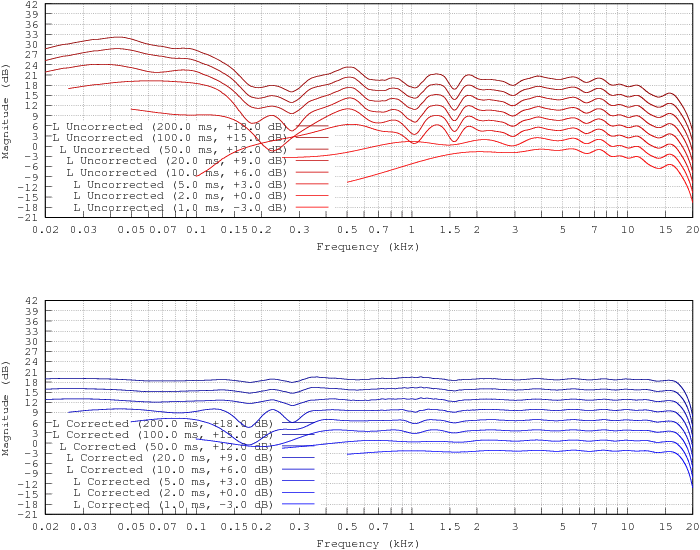 42
39
36
33
30
27
24
21
18
15
12
9
6
3
0
-3
-6
-9
-12
-15
-18
-21
Magnitude (dB)
L Uncorrected (200.0 ms, +18.0 dB)
L Uncorrected (100.0 ms, +15.0 dB)
L Uncorrected (50.0 ms, +12.0 dB)
L Uncorrected (20.0 ms, +9.0 dB)
L Uncorrected (10.0 ms, +6.0 dB)
L Uncorrected (5.0 ms, +3.0 dB)
L Uncorrected (2.0 ms, +0.0 dB)
L Uncorrected (1.0 ms, -3.0 dB)
0.02 0.03 0.05 0.07 0.1 0.15 0.2 0.3 0.5 0.7 1 1.5 2 3 5 7 10 15 20
Frequency (kHz)
42
39
36
33
30
27
24
21
18
15
12
9
6
3
0
-3
-6
-9
-12
-15
-18
-21
Magnitude (dB)
L Corrected (200.0 ms, +18.0 dB)
L Corrected (100.0 ms, +15.0 dB)
L Corrected (50.0 ms, +12.0 dB)
L Corrected (20.0 ms, +9.0 dB)
L Corrected (10.0 ms, +6.0 dB)
L Corrected (5.0 ms, +3.0 dB)
L Corrected (2.0 ms, +0.0 dB)
L Corrected (1.0 ms, -3.0 dB)
0.02 0.03 0.05 0.07 0.1 0.15 0.2 0.3 0.5 0.7 1 1.5 2 3 5 7 10 15 20
Frequency (kHz)